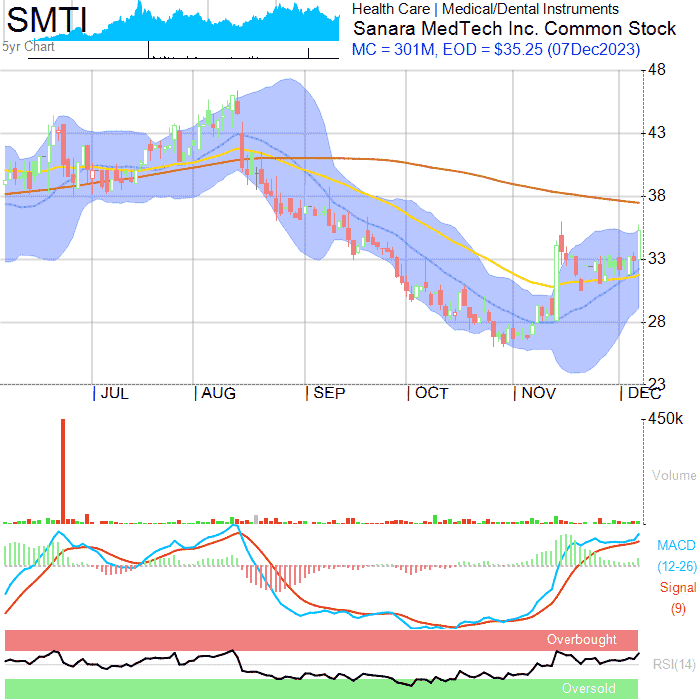 SMTI
5yr Chart
Health Care | Medical/Dental Instruments
Sanara MedTech Inc. Common Stock
MC = 301M, EOD = $35.25 (07Dec2023)
48
43
38
33
28
23
JUL AUG SEP OCT NOV DEC
450k
Volume
MACD
(12-26)
Signal
(9)
Overbought
RSI(14)
Oversold